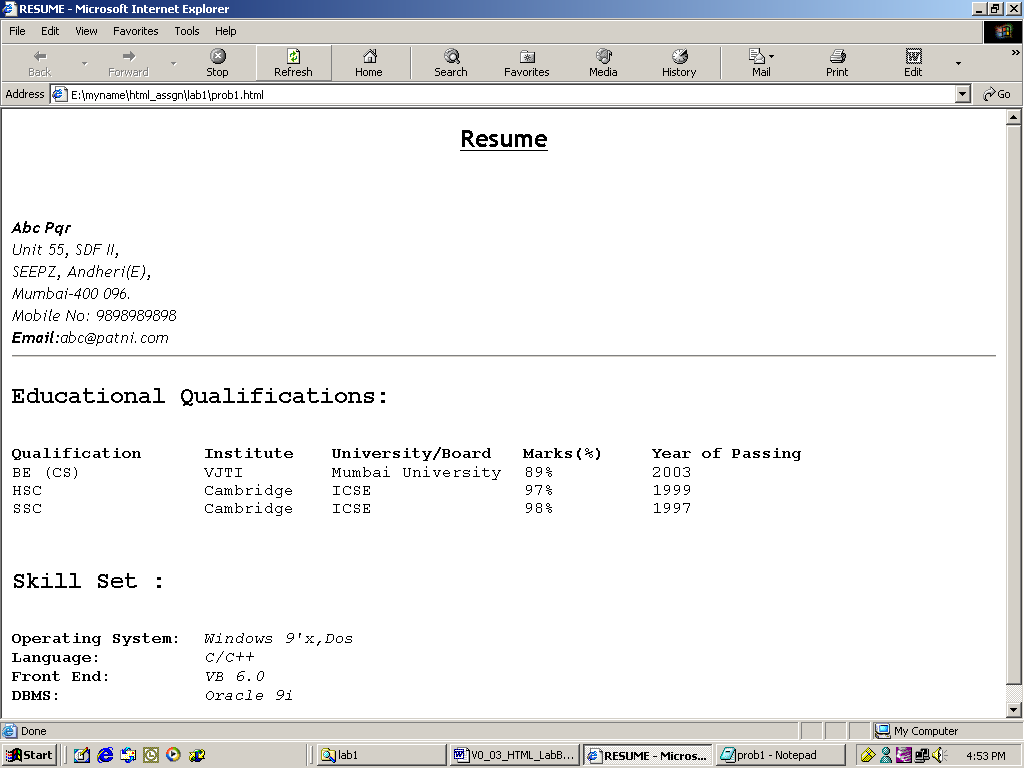 RESUME - Microsoft Internet Explorer
File Edit View Favorites Tools Help
Back Forward Stop Refresh Home Search Favorites Media History Mail Print Edit »
Address E:\myname\html_assgn\lab1\prob1.html Go
Resume
Abc Pqr
Unit 55, SDF II,
SEEPZ, Andheri(E),
Mumbai-400 096.
Mobile No: 9898989898
Email:abc@patni.com
Educational Qualifications:
Qualification Institute University/Board Marks(%) Year of Passing
BE (CS) VJTI Mumbai University 89% 2003
HSC Cambridge ICSE 97% 1999
SSC Cambridge ICSE 98% 1997
Skill Set :
Operating System: Windows 9'x,Dos
Language: C/C++
Front End: VB 6.0
DBMS: Oracle 9i
Done My Computer
Start lab1 V0_03_HTML_LabB... RESUME - Micros... prob1 - Notepad 4:53 PM